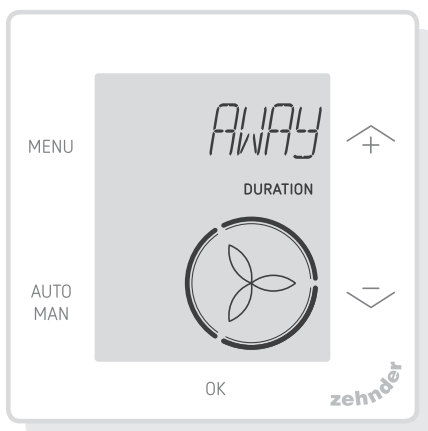 AWAY
MENU
+
DURATION
AUTO
MAN
−
OK
zehnder